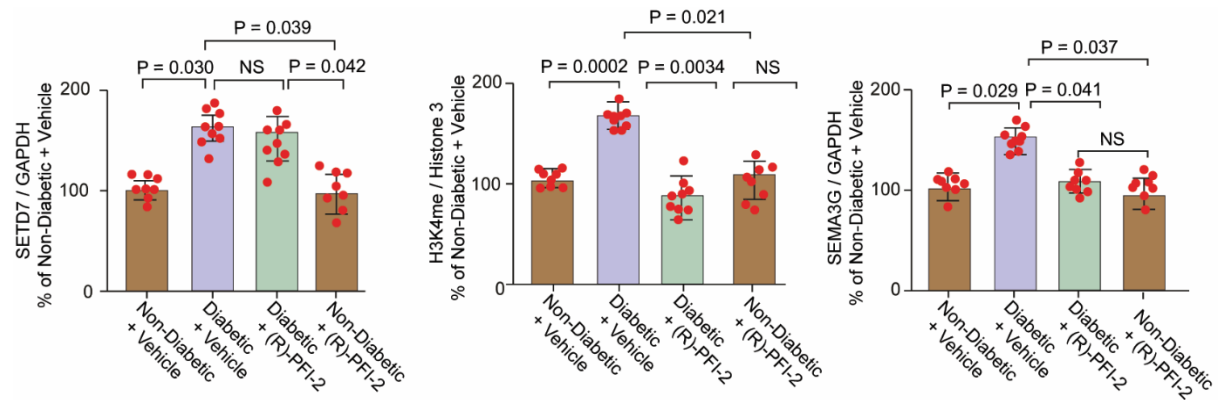 P = 0.039
P = 0.030
NS
P = 0.042
200
100
0
SETD7 / GAPDH
% of Non-Diabetic + Vehicle
Non-Diabetic
+ Vehicle
Diabetic
+ Vehicle
Diabetic
+ (R)-PFI-2
Non-Diabetic
+ (R)-PFI-2
P = 0.021
P = 0.0002
P = 0.0034
NS
200
100
0
H3K4me / Histone 3
% of Non-Diabetic + Vehicle
Non-Diabetic
+ Vehicle
Diabetic
+ Vehicle
Diabetic
+ (R)-PFI-2
Non-Diabetic
+ (R)-PFI-2
P = 0.037
P = 0.029
P = 0.041
NS
200
100
0
SEMA3G / GAPDH
% of Non-Diabetic + Vehicle
Non-Diabetic
+ Vehicle
Diabetic
+ Vehicle
Diabetic
+ (R)-PFI-2
Non-Diabetic
+ (R)-PFI-2